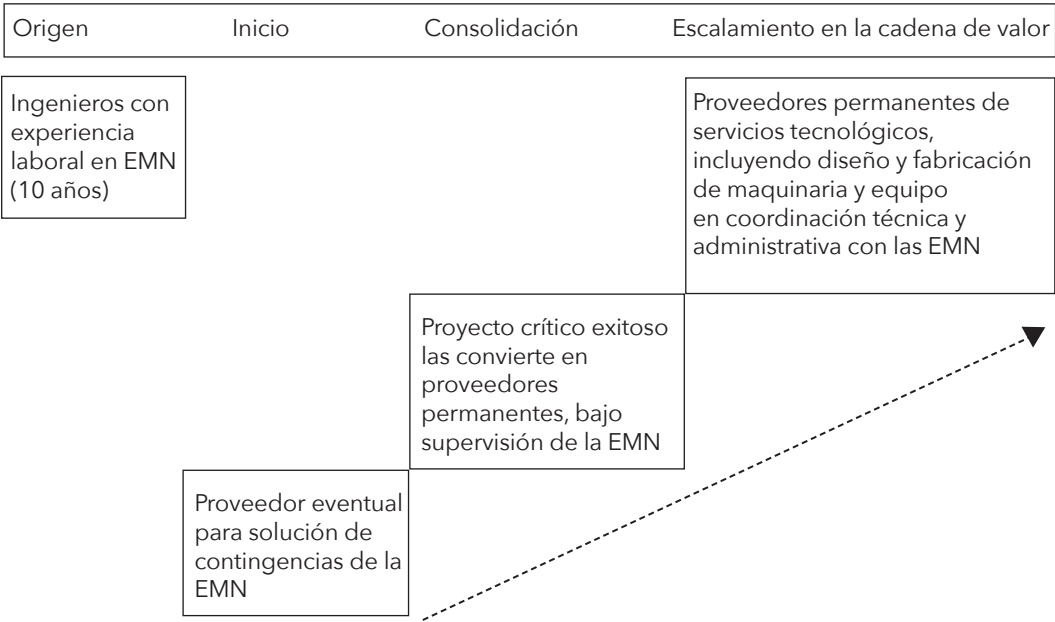 Origen Inicio Consolidación Escalamiento en la cadena de valor
Ingenieros con
experiencia
laboral en EMN
(10 años)
Proveedor eventual
para solución de
contingencias de la
EMN
Proyecto crítico exitoso
las convierte en
proveedores
permanentes, bajo
supervisión de la EMN
Proveedores permanentes de
servicios tecnológicos,
incluyendo diseño y fabricación
de maquinaria y equipo
en coordinación técnica y
administrativa con las EMN